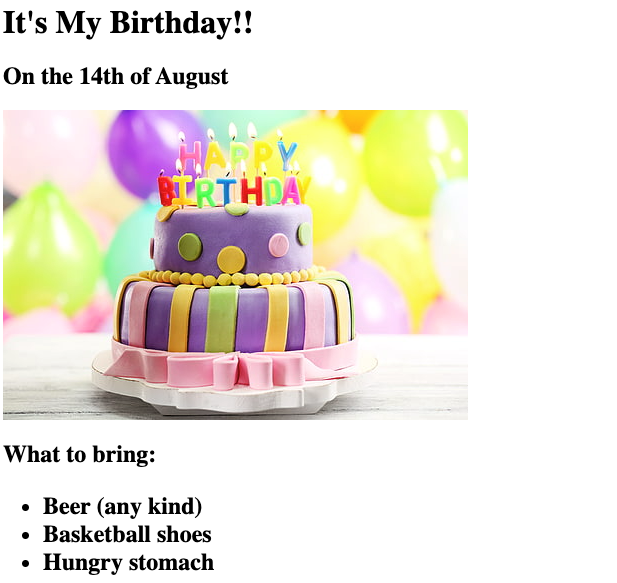 It's My Birthday!!
On the 14th of August
HAPPY
BIRTHDAY
What to bring:
Beer (any kind)
Basketball shoes
Hungry stomach